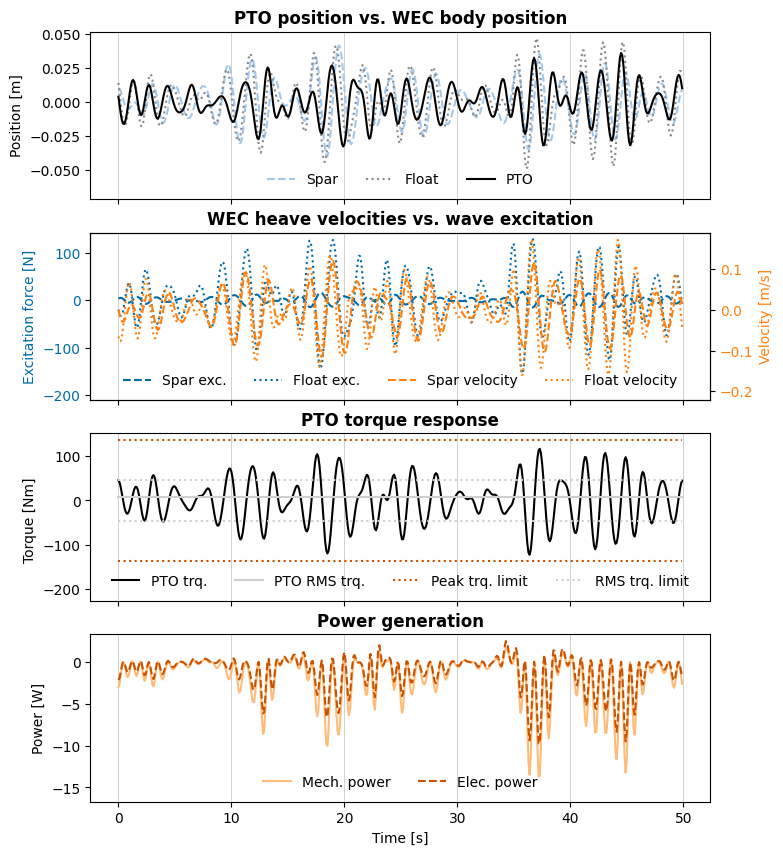 PTO position vs. WEC body position
0.050
0.025
0.000
−0.025
−0.050
Position [m]
Spar Float PTO
WEC heave velocities vs. wave excitation
100
0
−100
−200
Excitation force [N]
0.1
0.0
−0.1
−0.2
Velocity [m/s]
Spar exc. Float exc. Spar velocity Float velocity
PTO torque response
100
0
−100
−200
Torque [Nm]
PTO trq. PTO RMS trq. Peak trq. limit RMS trq. limit
Power generation
0
−5
−10
−15
Power [W]
Mech. power Elec. power
0 10 20 30 40 50
Time [s]